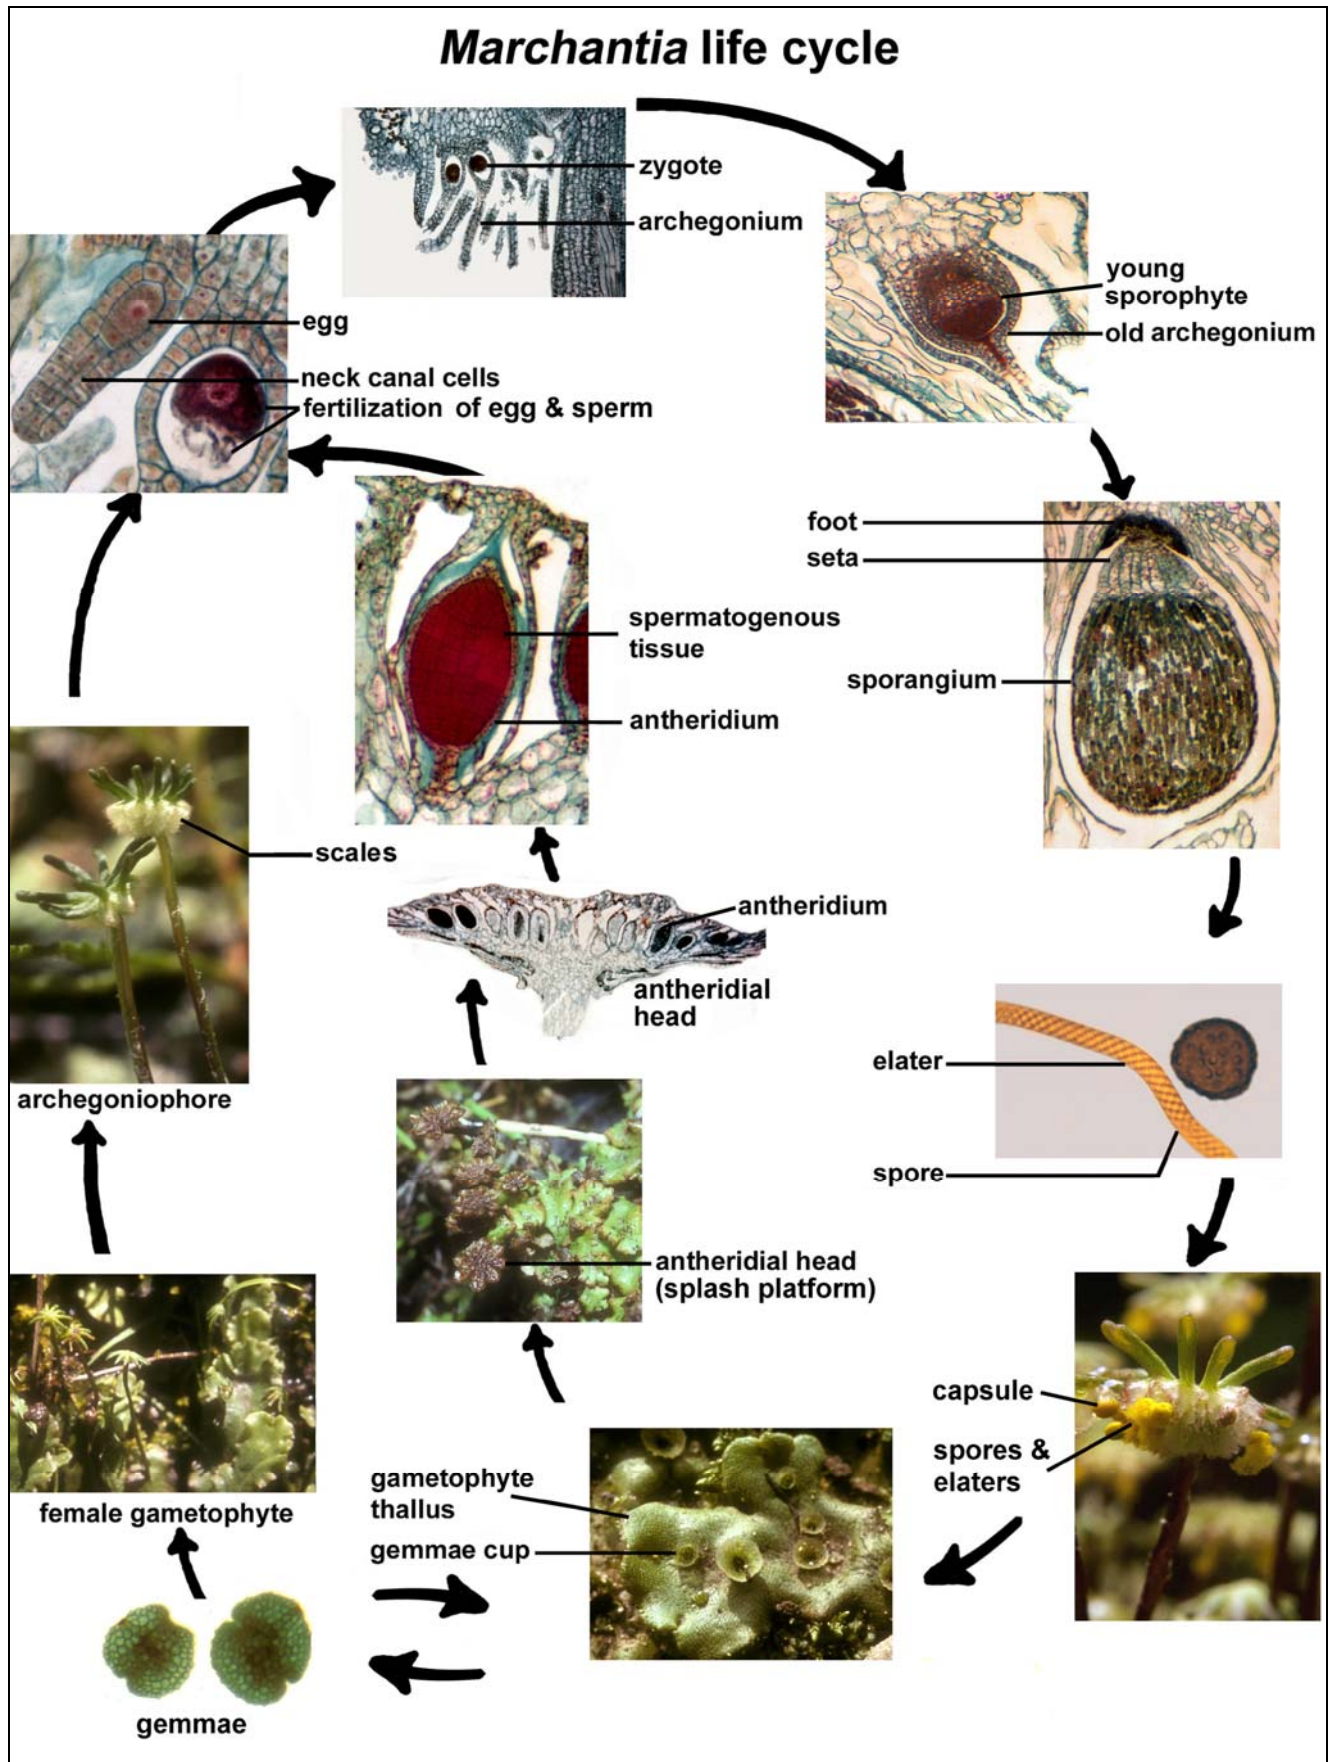 Marchantia life cycle
zygote
archegonium
young
sporophyte
old archegonium
egg
neck canal cells
fertilization of egg & sperm
foot
seta
sporangium
spermatogenous
tissue
antheridium
scales
archegoniophore
antheridium
antheridial
head
elater
spore
antheridial head
(splash platform)
capsule
spores &
elaters
female gametophyte
gametophyte
thallus
gemmae cup
gemmae